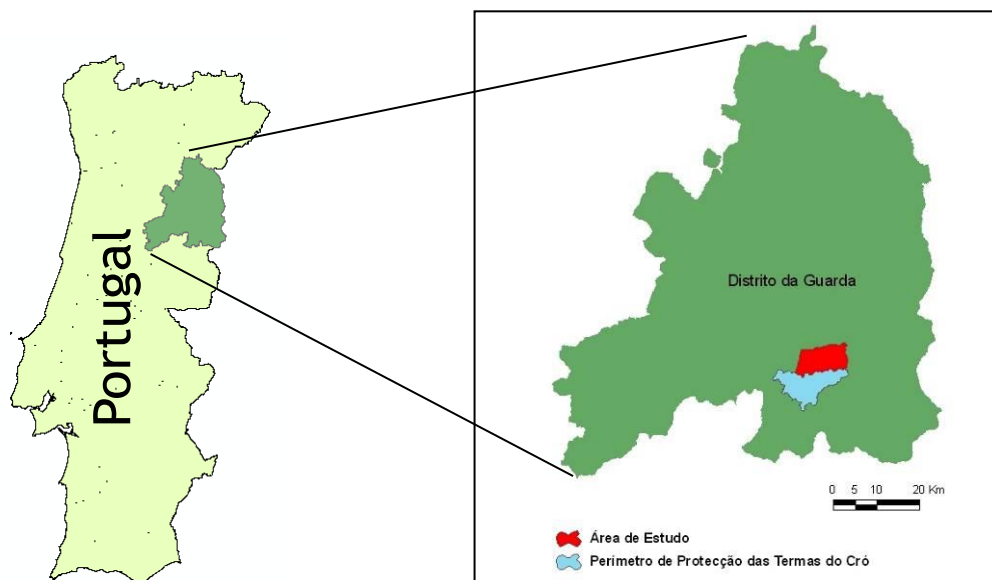 Portugal
Distrito da Guarda
0 5 10 20 Km
Área de Estudo
Perímetro de Protecção das Termas do Cró